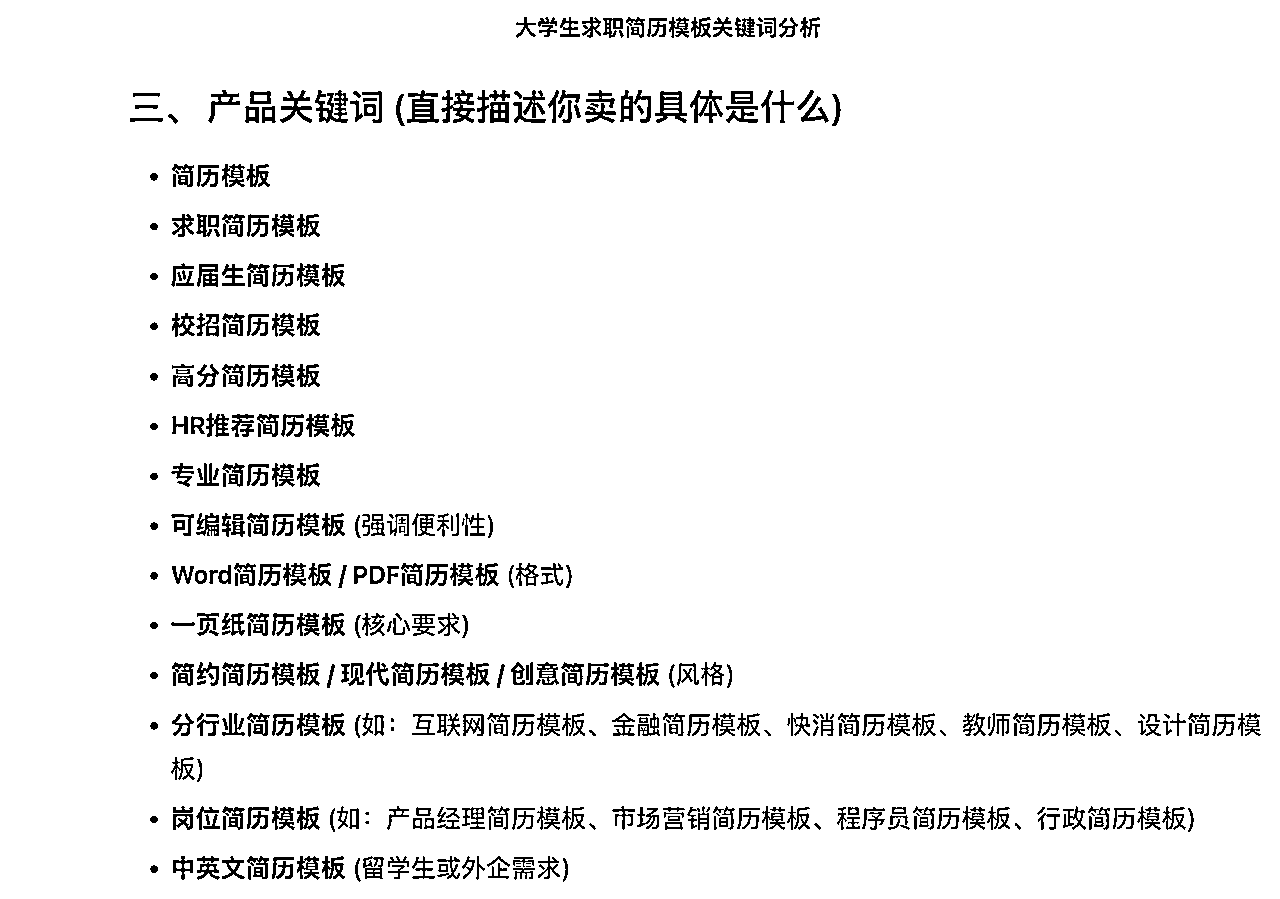 大学生求职简历模板关键词分析
三、 产品关键词 (直接描述你卖的具体是什么)
• 简历模板
• 求职简历模板
• 应届生简历模板
• 校招简历模板
• 高分简历模板
• HR推荐简历模板
• 专业简历模板
• 可编辑简历模板 (强调便利性)
• Word简历模板 / PDF简历模板 (格式)
• 一页纸简历模板 (核心要求)
• 简约简历模板 / 现代简历模板 / 创意简历模板 (风格)
• 分行业简历模板 (如：互联网简历模板、金融简历模板、快消简历模板、教师简历模板、设计简历模
板)
• 岗位简历模板 (如：产品经理简历模板、市场营销简历模板、程序员简历模板、行政简历模板)
• 中英文简历模板 (留学生或外企需求)